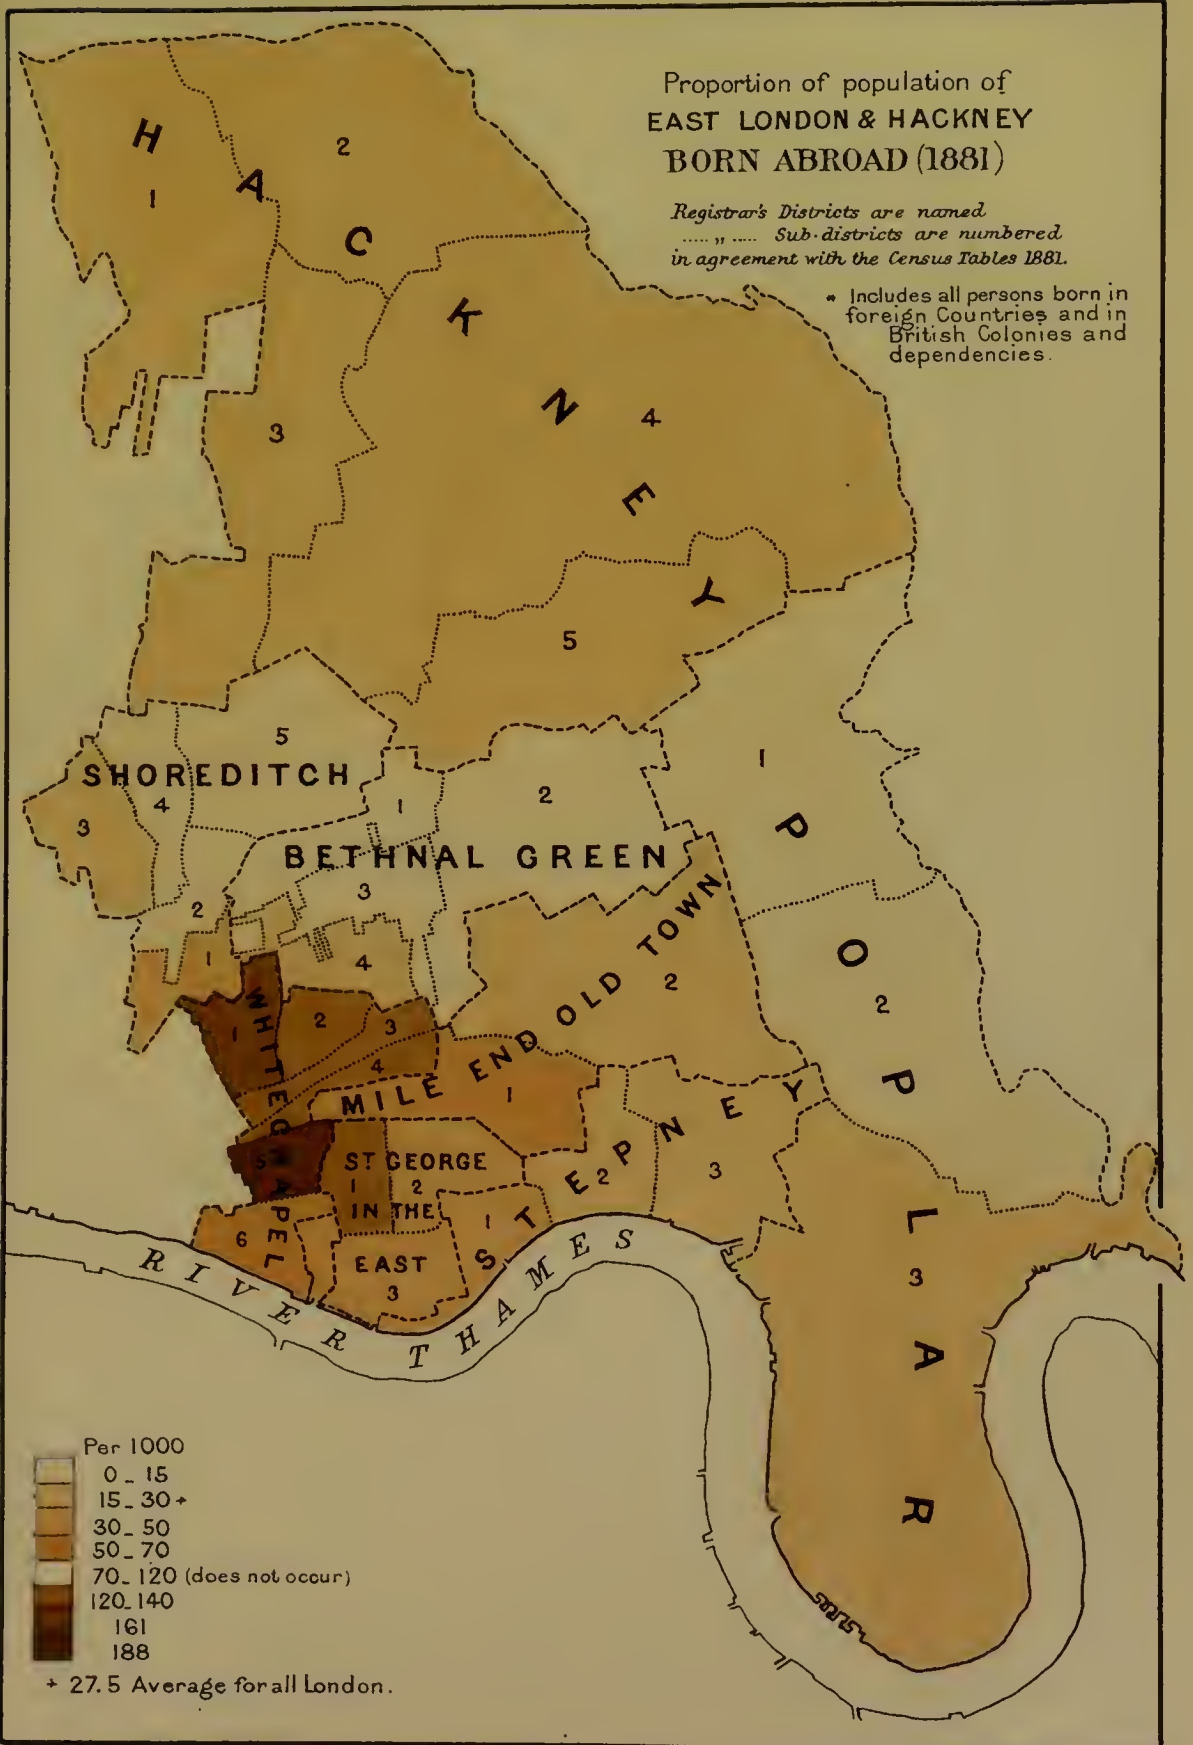 Proportion of population of
EAST LONDON & HACKNEY
BORN ABROAD (1881)
Registrar's Districts are named
..... „ ..... Sub-districts are numbered
in agreement with the Census Tables 1881.
* Includes all persons born in
foreign Countries and in
British Colonies and
dependencies.
HACKNEY
1
2
3
4
5
SHOREDITCH
5
4
3
2
1
BETHNAL GREEN
1
2
3
4
WHITECHAPEL
1
2
3
4
5
6
MILE END OLD TOWN
2
1
ST GEORGE
1
2
IN THE
EAST
3
STEPNEY
1
2
3
POPLAR
1
2
3
RIVER THAMES
Per 1000
0 - 15
15 - 30 +
30 - 50
50 - 70
70 - 120 (does not occur)
120 - 140
161
188
+ 27.5 Average for all London.